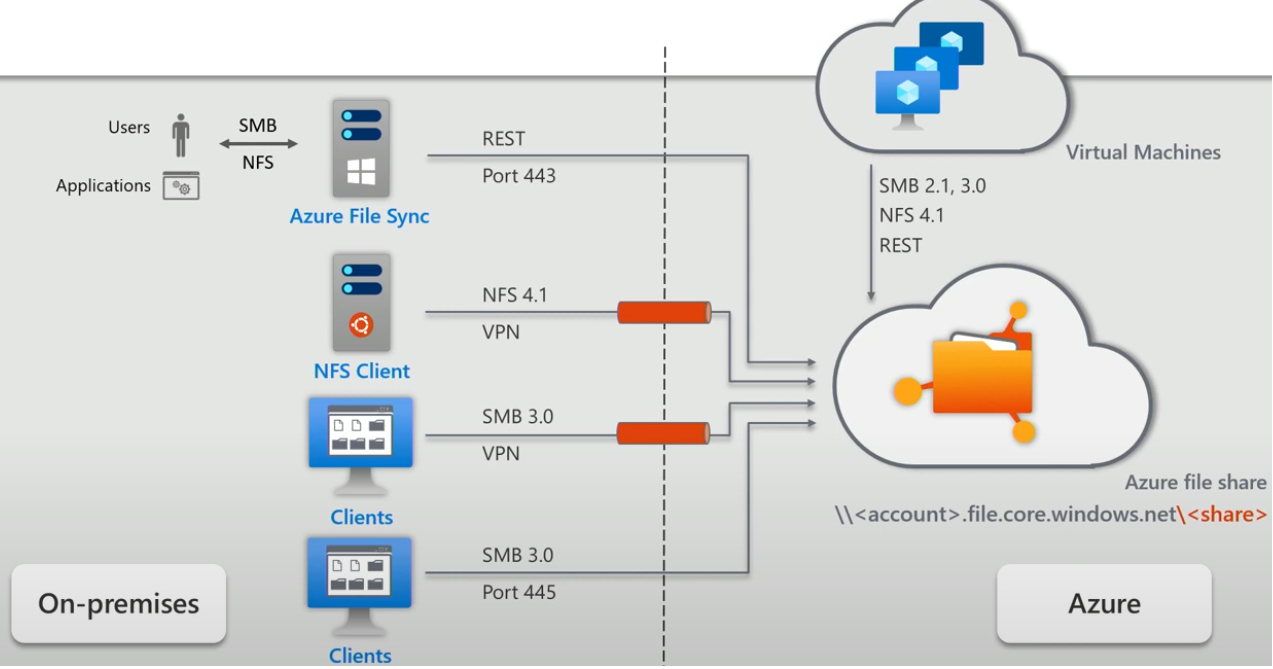 Users
Applications
SMB
NFS
Azure File Sync
REST
Port 443
NFS Client
NFS 4.1
VPN
Clients
SMB 3.0
VPN
Clients
SMB 3.0
Port 445
On-premises
Virtual Machines
SMB 2.1, 3.0
NFS 4.1
REST
Azure file share
\\<account>.file.core.windows.net\<share>
Azure